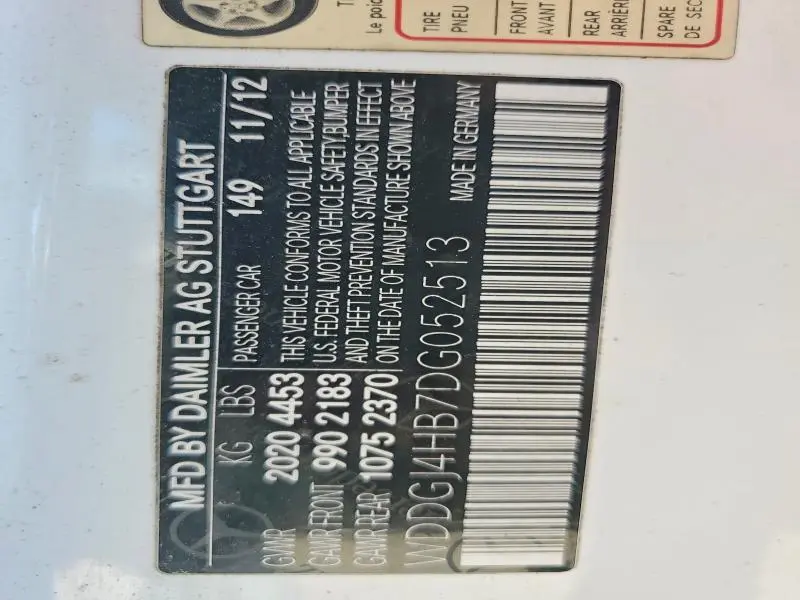 TIRE
PNEU
FRONT
AVANT
REAR
SPARE
MFD BY DAIMLER AG STUTTGART
KG LBS PASSENGER CAR 149 11/12
GVWR 2020 4453 THIS VEHICLE CONFORMS TO ALL APPLICABLE
GAWR FRONT 990 2183 U.S. FEDERAL MOTOR VEHICLE SAFETY,BUMPER
GAWR REAR 1075 2370 AND THEFT PREVENTION STANDARDS IN EFFECT
ON THE DATE OF MANUFACTURE SHOWN ABOVE
WDDGJ4HB7DG052513 MADE IN GERMANY